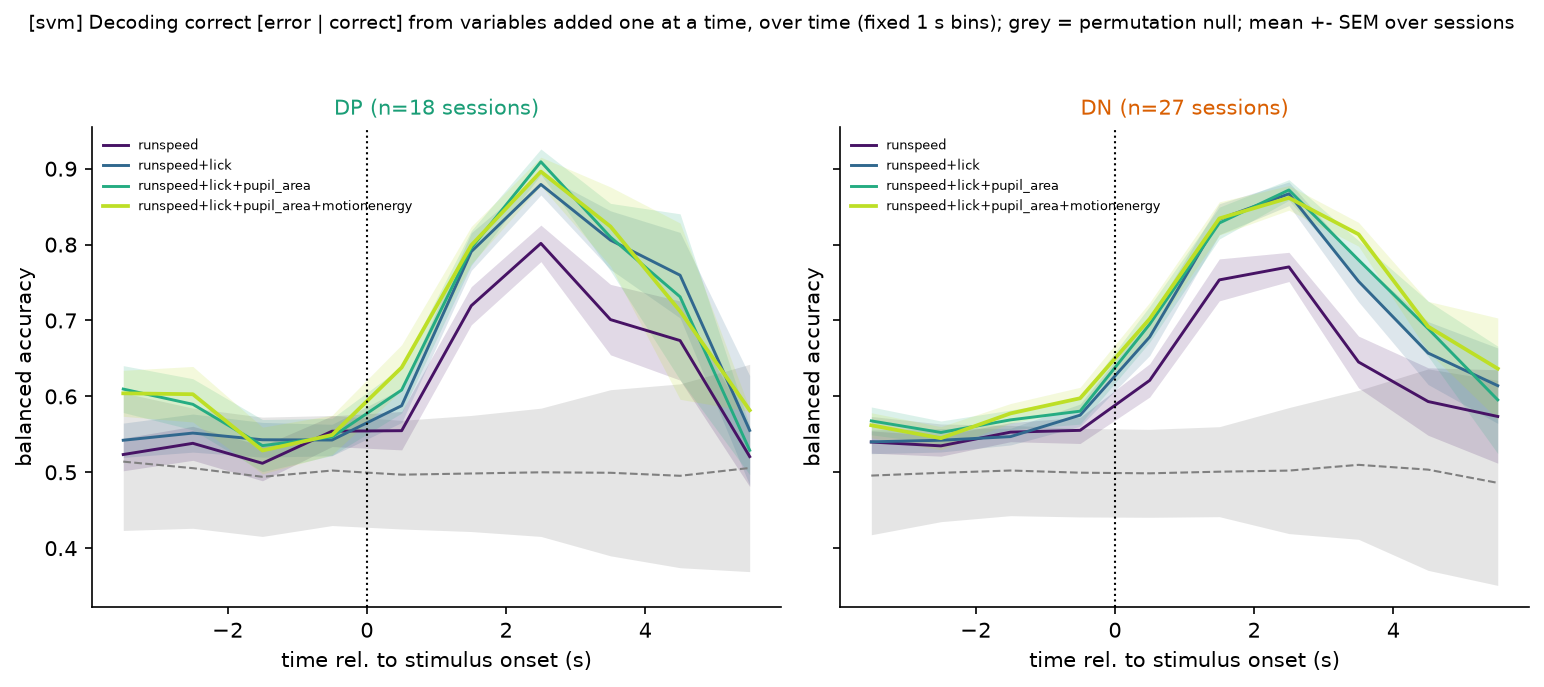 [svm] Decoding correct [error | correct] from variables added one at a time, over time (fixed 1 s bins); grey = permutation null; mean +- SEM over sessions
DP (n=18 sessions)
runspeed
runspeed+lick
runspeed+lick+pupil_area
runspeed+lick+pupil_area+motionenergy
balanced accuracy
0.9
0.8
0.7
0.6
0.5
0.4
−2 0 2 4
time rel. to stimulus onset (s)
DN (n=27 sessions)
runspeed
runspeed+lick
runspeed+lick+pupil_area
runspeed+lick+pupil_area+motionenergy
balanced accuracy
−2 0 2 4
time rel. to stimulus onset (s)